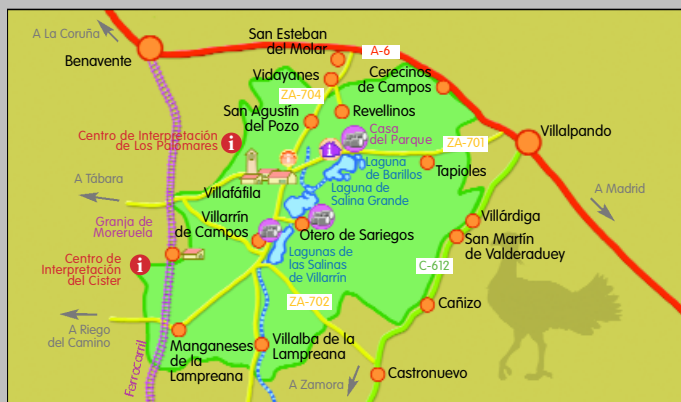 A La Coruña
Benavente
San Esteban
del Molar
A-6
Vidayanes
Cerecinos
de Campos
ZA-704
San Agustín
del Pozo
Revellinos
Centro de Interpretación
de Los Palomares
i
Casa
del Parque
ZA-701
Villalpando
Laguna
de Barillos
Tapioles
A Tábara
Villafáfila
Laguna de
Salina Grande
A Madrid
Granja de
Moreruela
Villarrín
de Campos
Otero de Sariegos
Villárdiga
San Martín
de Valderaduey
Centro de
Interpretación
del Císter
i
Lagunas de las
Salinas
de Villarrín
C-612
ZA-702
Cañizo
A Riego
del Camino
Manganeses
de la
Lampreana
Villalba de la
Lampreana
Ferrocarril
A Zamora
Castronuevo